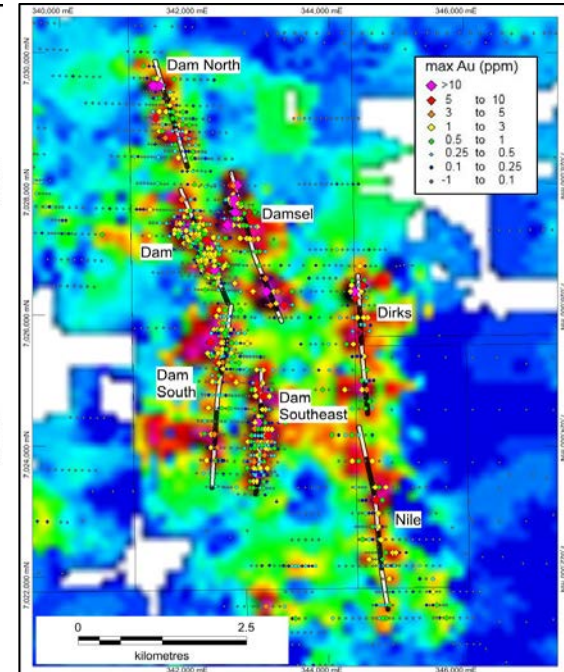 340,000 mE 342,000 mE 344,000 mE 346,000 mE
7,030,000 mN
Dam North
max Au (ppm)
>10
5 to 10
3 to 5
1 to 3
0.5 to 1
0.25 to 0.5
0.1 to 0.25
-1 to 0.1
7,028,000 mN
Damsel
Dam
Dirks
7,026,000 mN
Dam
South
Dam
Southeast
7,024,000 mN
Nile
7,022,000 mN
0 2.5
kilometres
342,000 mE 344,000 mE 346,000 mE